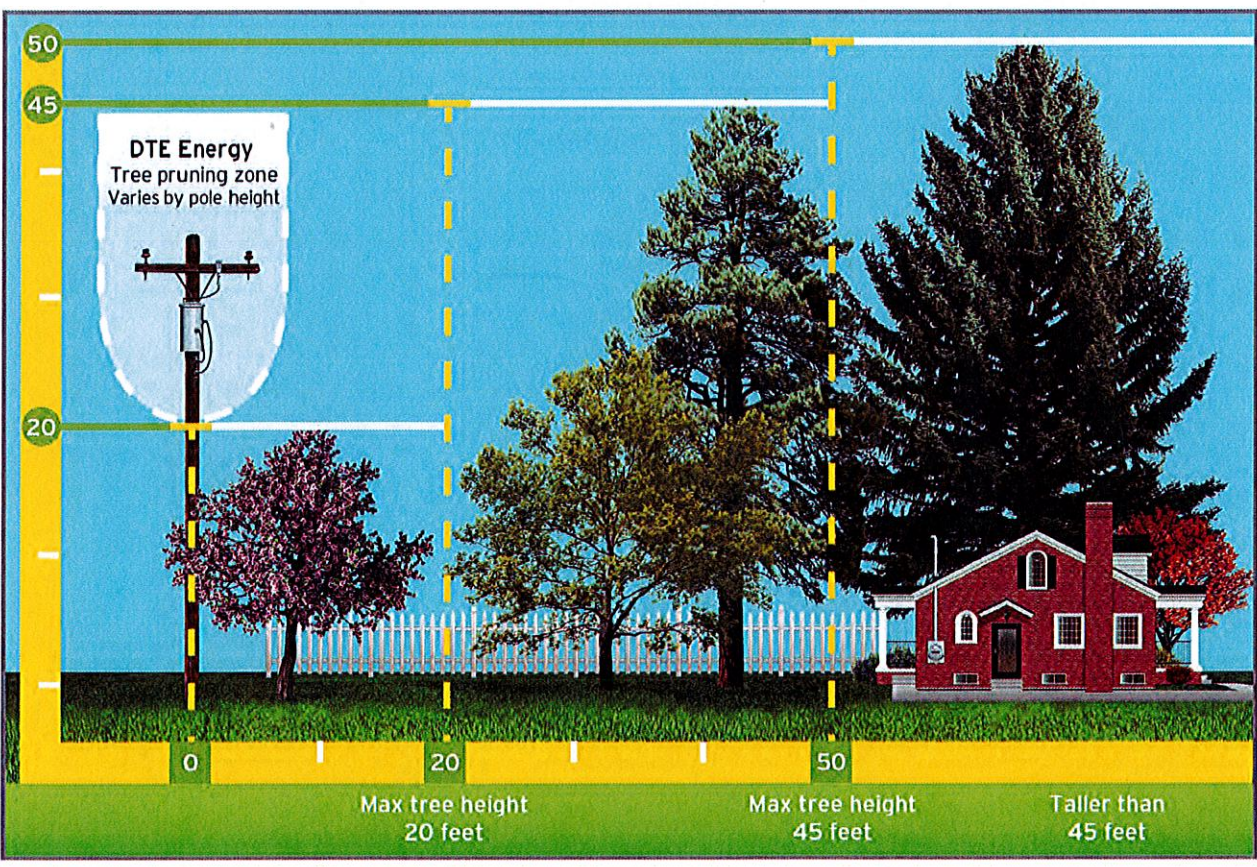 50
45
DTE Energy
Tree pruning zone
Varies by pole height
20
0
20
50
Max tree height
20 feet
Max tree height
45 feet
Taller than
45 feet